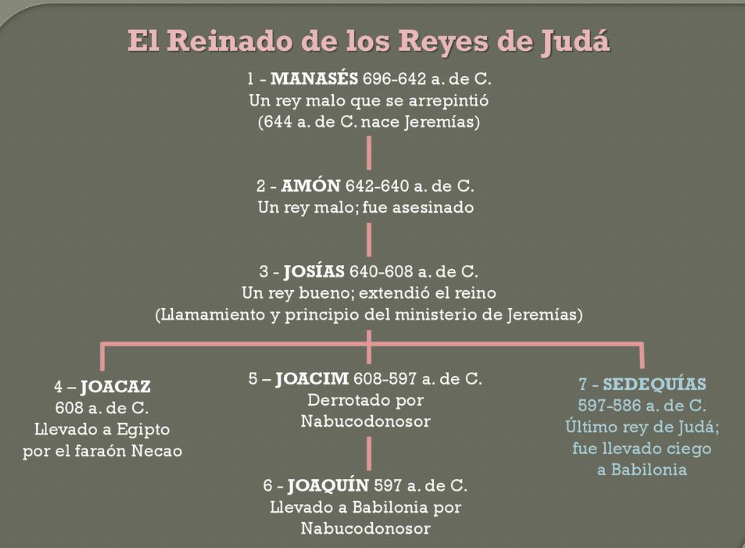 El Reinado de los Reyes de Judá
1 - MANASÉS 696-642 a. de C.
Un rey malo que se arrepintió
(644 a. de C. nace Jeremías)
2 - AMÓN 642-640 a. de C.
Un rey malo; fue asesinado
3 - JOSÍAS 640-608 a. de C.
Un rey bueno; extendió el reino
(Llamamiento y principio del ministerio de Jeremías)
4 – JOACAZ
608 a. de C.
Llevado a Egipto
por el faraón Necao
5 – JOACIM 608-597 a. de C.
Derrotado por
Nabucodonosor
6 - JOAQUÍN 597 a. de C.
Llevado a Babilonia por
Nabucodonosor
7 - SEDEQUÍAS
597-586 a. de C.
Último rey de Judá;
fue llevado ciego
a Babilonia